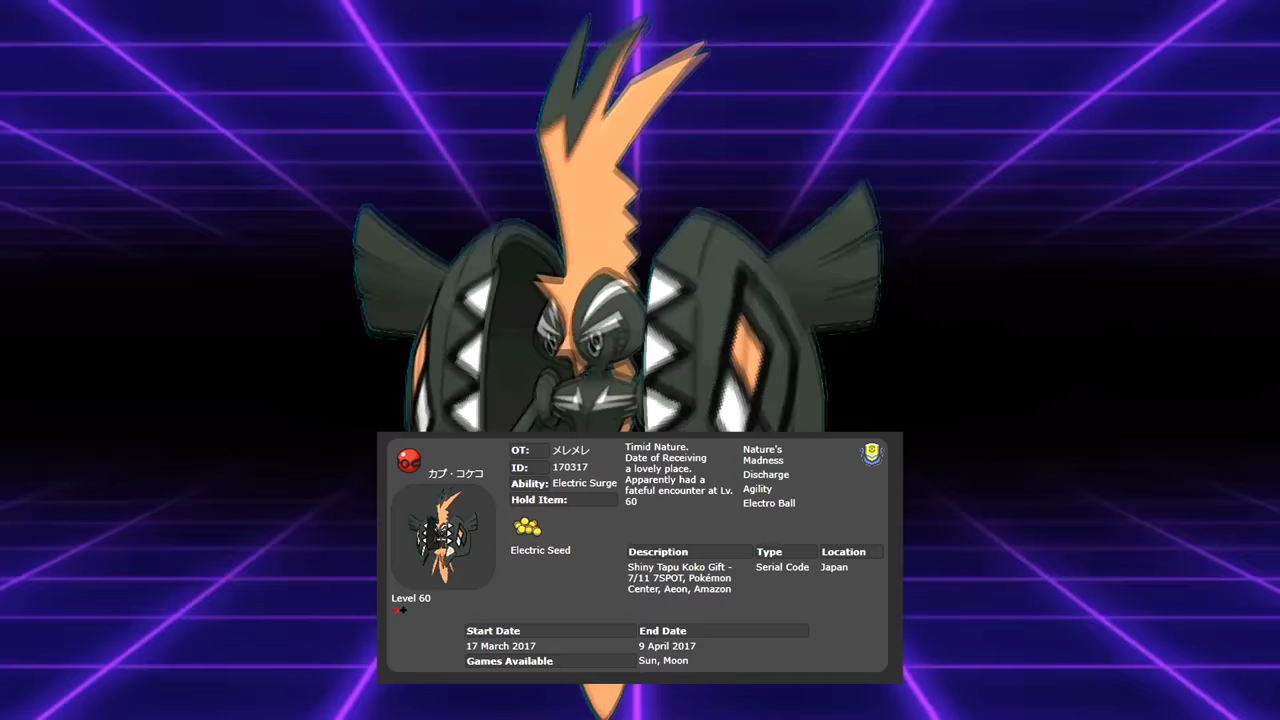 カプ・コケコ
Level 60
OT: メレメレ
ID: 170317
Ability: Electric Surge
Hold Item:
Electric Seed
Timid Nature.
Date of Receiving
a lovely place.
Apparently had a
fateful encounter at Lv.
60
Nature's
Madness
Discharge
Agility
Electro Ball
Description Type Location
Shiny Tapu Koko Gift - Serial Code Japan
7/11 7SPOT, Pokémon
Center, Aeon, Amazon
Start Date End Date
17 March 2017 9 April 2017
Games Available Sun, Moon